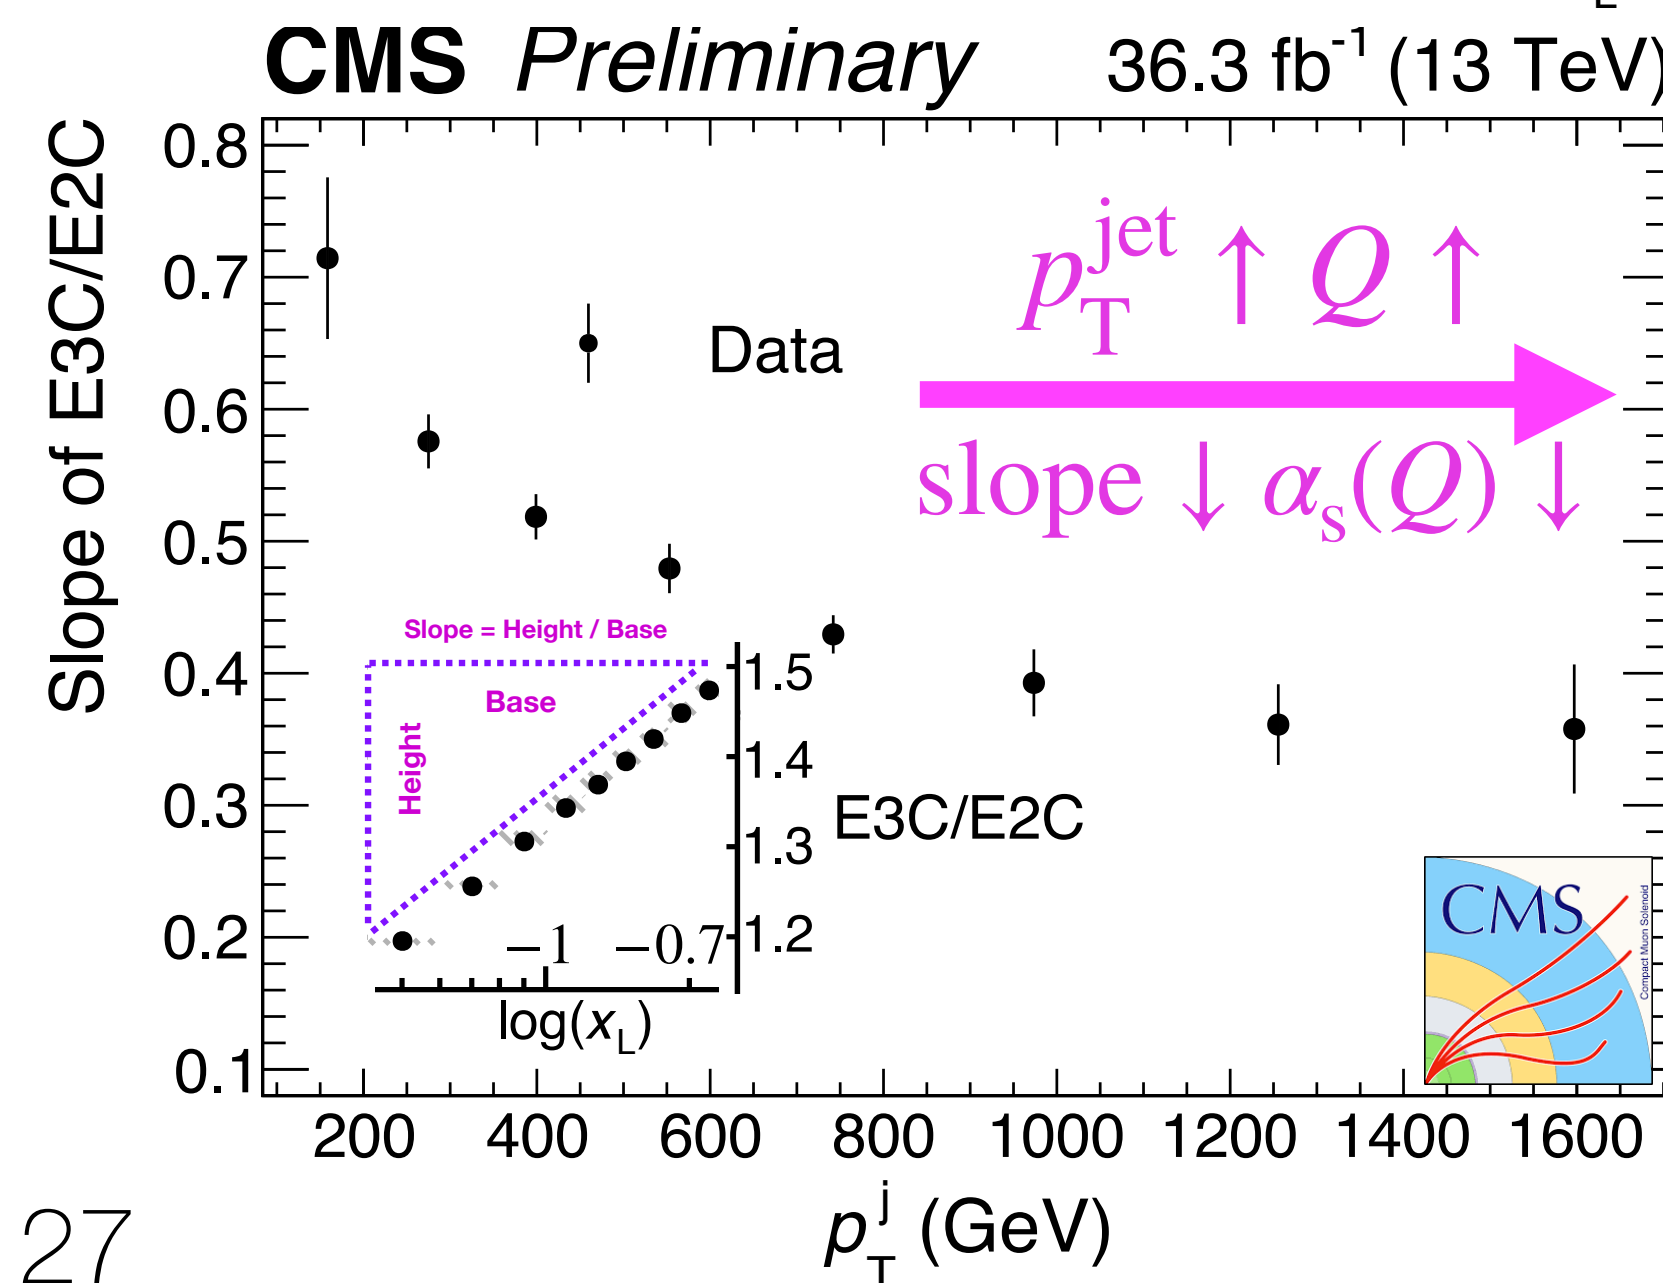 L
CMS Preliminary 36.3 fb-1 (13 TeV)
Slope of E3C/E2C
0.8
0.7
0.6
0.5
0.4
0.3
0.2
0.1
pTjet ↑ Q ↑
Data
slope ↓ αs(Q) ↓
Slope = Height / Base
Base
Height
1.5
1.4
1.3
1.2
E3C/E2C
−1 −0.7
log(xL)
CMS
Compact Muon Solenoid
200 400 600 800 1000 1200 1400 1600
pTj (GeV)
27